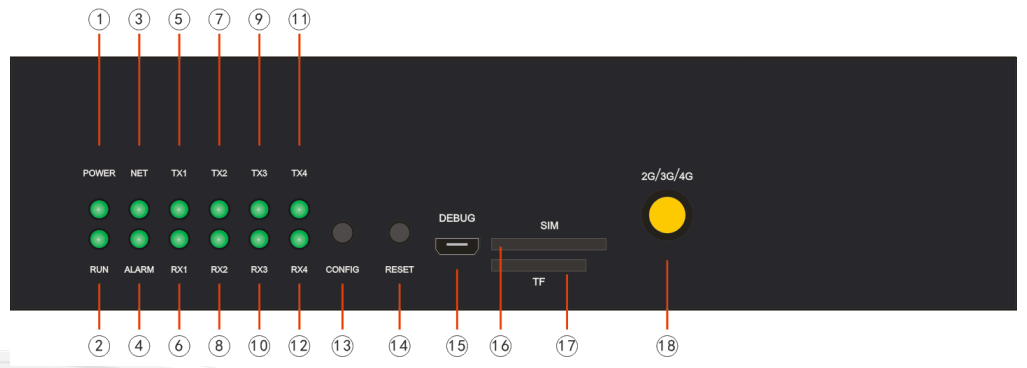 ① ③ ⑤ ⑦ ⑨ ⑪
POWER NET TX1 TX2 TX3 TX4
2G/3G/4G
DEBUG
SIM
RUN ALARM RX1 RX2 RX3 RX4 CONFIG RESET
TF
② ④ ⑥ ⑧ ⑩ ⑫ ⑬ ⑭ ⑮ ⑯ ⑰ ⑱